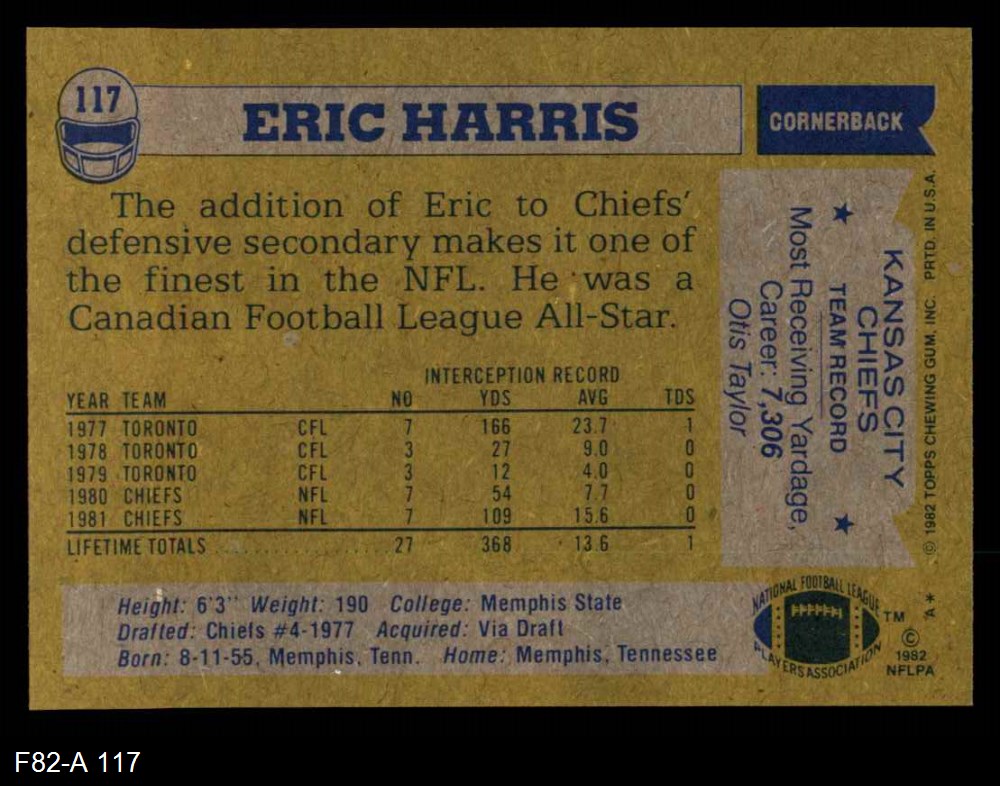 117
ERIC HARRIS
CORNERBACK
The addition of Eric to Chiefs'
defensive secondary makes it one of
the finest in the NFL. He was a
Canadian Football League All-Star.
INTERCEPTION RECORD
YEAR TEAM NO YDS AVG TDS
1977 TORONTO CFL 7 166 23.7 1
1978 TORONTO CFL 3 27 9.0 0
1979 TORONTO CFL 3 12 4.0 0
1980 CHIEFS NFL 7 54 7.7 0
1981 CHIEFS NFL 7 109 15.6 0
LIFETIME TOTALS 27 368 13.6 1
Height: 6'3" Weight: 190 College: Memphis State
Drafted: Chiefs #4-1977 Acquired: Via Draft
Born: 8-11-55, Memphis, Tenn. Home: Memphis, Tennessee
KANSAS CITY
CHIEFS
★ TEAM RECORD ★
Most Receiving Yardage,
Career: 7,306
Otis Taylor
© 1982 TOPPS CHEWING GUM, INC. PRTD. IN U.S.A.
A*
NATIONAL FOOTBALL LEAGUE
PLAYERS ASSOCIATION
TM
©
1982
NFLPA
F82-A 117